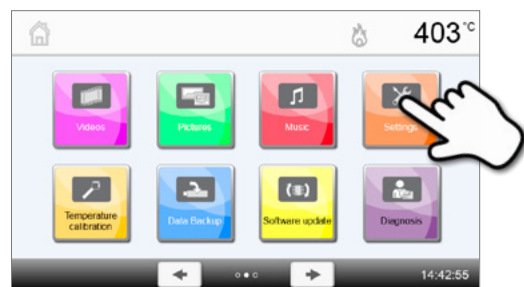 403°C
Videos
Pictures
Music
Settings
Temperature
calibration
Data Backup
Software update
Diagnosis
14:42:55